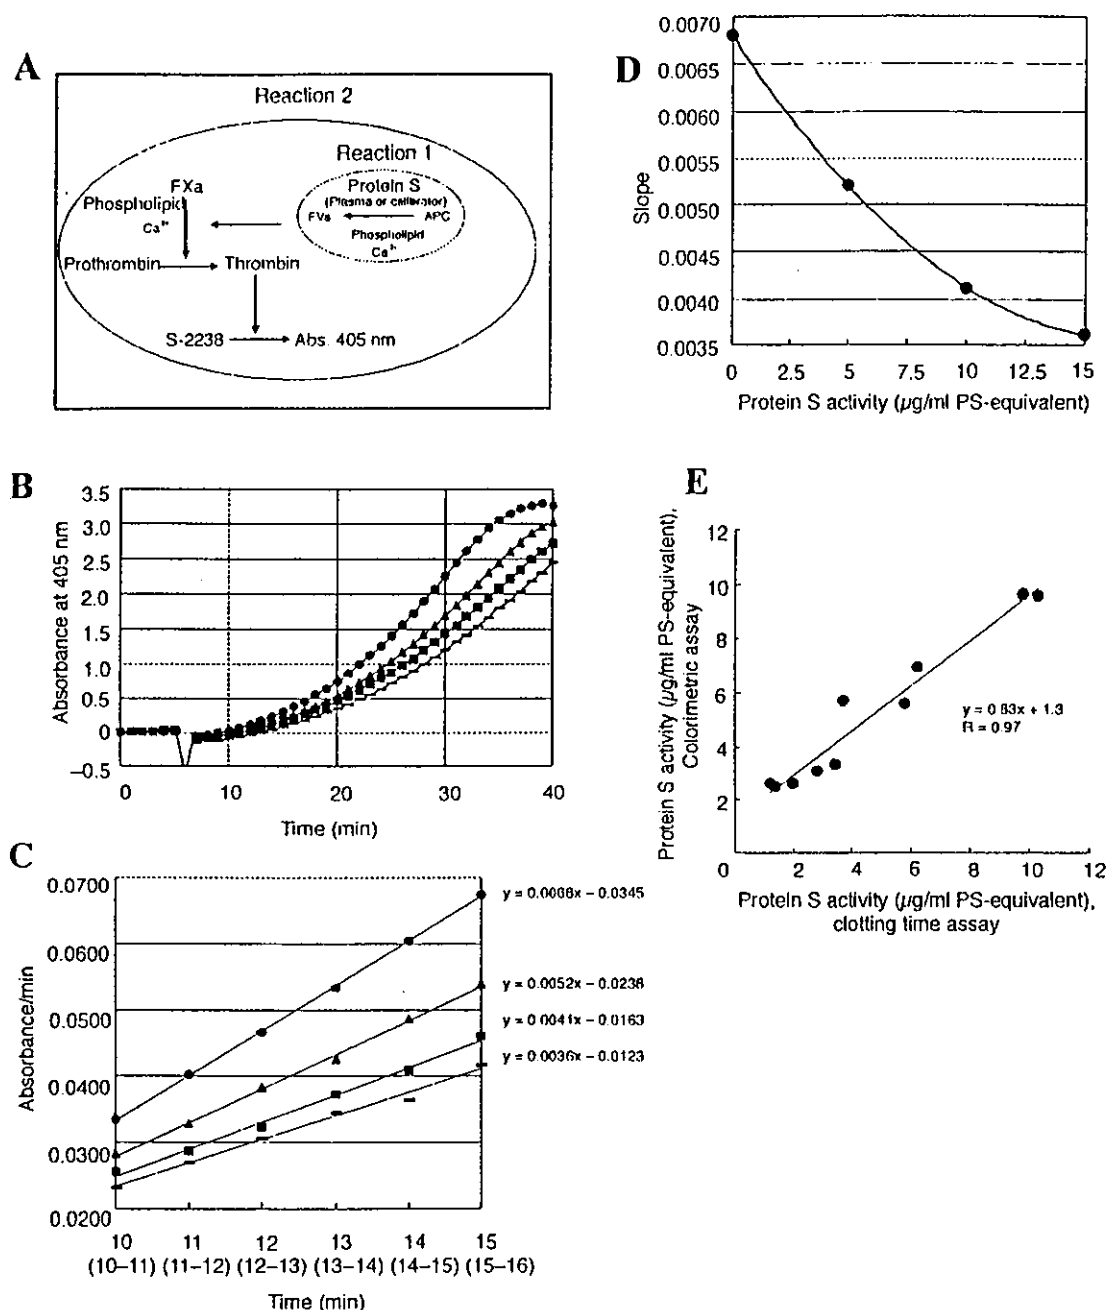 A
Reaction 2
Reaction 1
Protein S
(Plasma or calibrator)
FVa
APC
Phospholipid
Ca²⁺
FXa
Phospholipid
Ca²⁺
Prothrombin
Thrombin
S-2238
Abs. 405 nm
B
Absorbance at 405 nm
3.5
3.0
2.5
2.0
1.5
1.0
0.5
0
–0.5
0
10
20
30
40
Time (min)
C
Absorbance/min
0.0700
0.0600
0.0500
0.0400
0.0300
0.0200
y = 0.0068x – 0.0345
y = 0.0052x – 0.0238
y = 0.0041x – 0.0163
y = 0.0036x – 0.0123
10 11 12 13 14 15
(10–11) (11–12) (12–13) (13–14) (14–15) (15–16)
Time (min)
D
Slope
0.0070
0.0065
0.0060
0.0055
0.0050
0.0045
0.0040
0.0035
0 2.5 5 7.5 10 12.5 15
Protein S activity (µg/ml PS-equivalent)
E
Protein S activity (µg/ml PS-equivalent),
Colorimetric assay
12
10
8
6
4
2
y = 0.83x + 1.3
R = 0.97
0 2 4 6 8 10 12
Protein S activity (µg/ml PS-equivalent),
clotting time assay